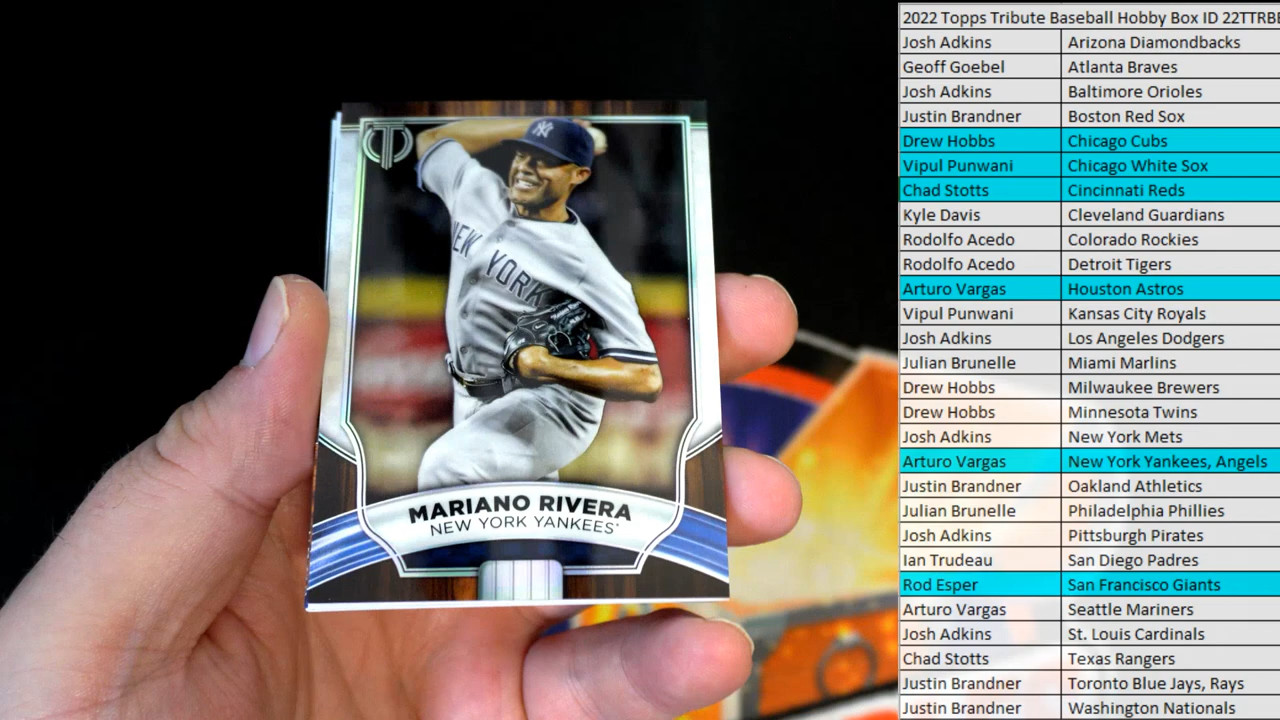 NEW YORK
MARIANO RIVERA
NEW YORK YANKEES
2022 Topps Tribute Baseball Hobby Box ID 22TTRB
Josh Adkins Arizona Diamondbacks
Geoff Goebel Atlanta Braves
Josh Adkins Baltimore Orioles
Justin Brandner Boston Red Sox
Drew Hobbs Chicago Cubs
Vipul Punwani Chicago White Sox
Chad Stotts Cincinnati Reds
Kyle Davis Cleveland Guardians
Rodolfo Acedo Colorado Rockies
Rodolfo Acedo Detroit Tigers
Arturo Vargas Houston Astros
Vipul Punwani Kansas City Royals
Josh Adkins Los Angeles Dodgers
Julian Brunelle Miami Marlins
Drew Hobbs Milwaukee Brewers
Drew Hobbs Minnesota Twins
Josh Adkins New York Mets
Arturo Vargas New York Yankees, Angels
Justin Brandner Oakland Athletics
Julian Brunelle Philadelphia Phillies
Josh Adkins Pittsburgh Pirates
Ian Trudeau San Diego Padres
Rod Esper San Francisco Giants
Arturo Vargas Seattle Mariners
Josh Adkins St. Louis Cardinals
Chad Stotts Texas Rangers
Justin Brandner Toronto Blue Jays, Rays
Justin Brandner Washington Nationals